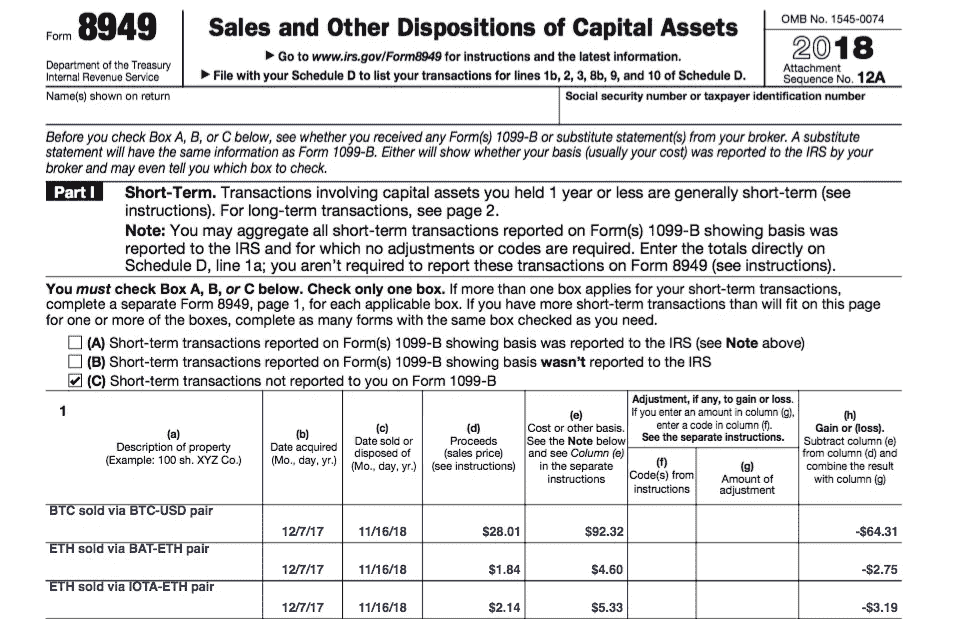 Form 8949
Department of the Treasury
Internal Revenue Service
Sales and Other Dispositions of Capital Assets
▶ Go to www.irs.gov/Form8949 for instructions and the latest information.
▶ File with your Schedule D to list your transactions for lines 1b, 2, 3, 8b, 9, and 10 of Schedule D.
OMB No. 1545-0074
2018
Attachment
Sequence No. 12A
Name(s) shown on return
Social security number or taxpayer identification number
Before you check Box A, B, or C below, see whether you received any Form(s) 1099-B or substitute statement(s) from your broker. A substitute
statement will have the same information as Form 1099-B. Either will show whether your basis (usually your cost) was reported to the IRS by your
broker and may even tell you which box to check.
Part I
Short-Term. Transactions involving capital assets you held 1 year or less are generally short-term (see
instructions). For long-term transactions, see page 2.
Note: You may aggregate all short-term transactions reported on Form(s) 1099-B showing basis was
reported to the IRS and for which no adjustments or codes are required. Enter the totals directly on
Schedule D, line 1a; you aren't required to report these transactions on Form 8949 (see instructions).
You must check Box A, B, or C below. Check only one box. If more than one box applies for your short-term transactions,
complete a separate Form 8949, page 1, for each applicable box. If you have more short-term transactions than will fit on this page
for one or more of the boxes, complete as many forms with the same box checked as you need.
(A) Short-term transactions reported on Form(s) 1099-B showing basis was reported to the IRS (see Note above)
(B) Short-term transactions reported on Form(s) 1099-B showing basis wasn't reported to the IRS
(C) Short-term transactions not reported to you on Form 1099-B
1
(a)
Description of property
(Example: 100 sh. XYZ Co.)
(b)
Date acquired
(Mo., day, yr.)
(c)
Date sold or
disposed of
(Mo., day, yr.)
(d)
Proceeds
(sales price)
(see instructions)
(e)
Cost or other basis.
See the Note below
and see Column (e)
in the separate
instructions
Adjustment, if any, to gain or loss.
If you enter an amount in column (g),
enter a code in column (f).
See the separate instructions.
(f)
Code(s) from
instructions
(g)
Amount of
adjustment
(h)
Gain or (loss).
Subtract column (e)
from column (d) and
combine the result
with column (g)
BTC sold via BTC-USD pair
12/7/17 11/16/18 $28.01 $92.32 -$64.31
ETH sold via BAT-ETH pair
12/7/17 11/16/18 $1.84 $4.60 -$2.75
ETH sold via IOTA-ETH pair
12/7/17 11/16/18 $2.14 $5.33 -$3.19